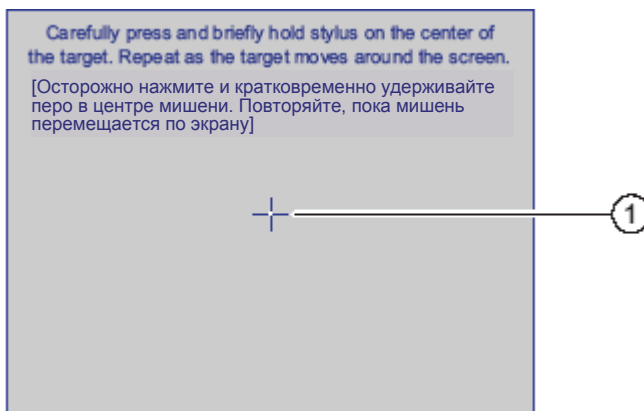 Carefully press and briefly hold stylus on the center of
the target. Repeat as the target moves around the screen.
[Осторожно нажмите и кратковременно удерживайте
перо в центре мишени. Повторяйте, пока мишень
перемещается по экрану]
1